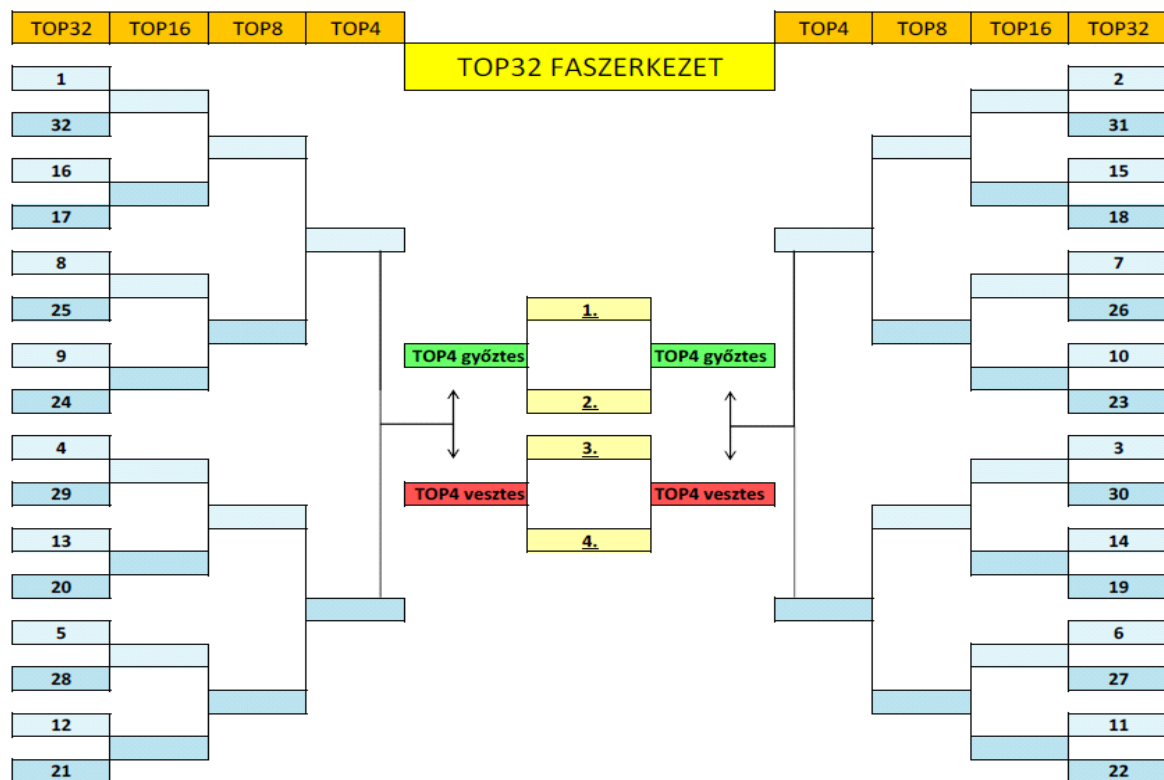 TOP32 TOP16 TOP8 TOP4 TOP4 TOP8 TOP16 TOP32
TOP32 FASZERKEZET
1 2
32 31
16 15
17 18
8 7
25 1. 26
9 TOP4 győztes TOP4 győztes 10
24 2. 23
4 3. 3
29 TOP4 vesztes TOP4 vesztes 30
13 4. 14
20 19
5 6
28 27
12 11
21 22